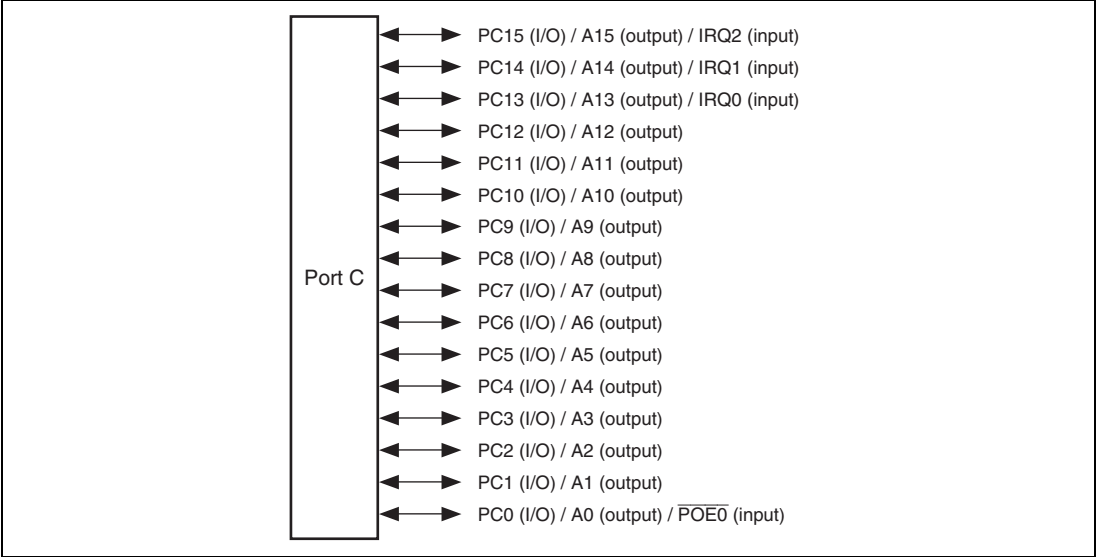 PC15 (I/O) / A15 (output) / IRQ2 (input)
PC14 (I/O) / A14 (output) / IRQ1 (input)
PC13 (I/O) / A13 (output) / IRQ0 (input)
PC12 (I/O) / A12 (output)
PC11 (I/O) / A11 (output)
PC10 (I/O) / A10 (output)
PC9 (I/O) / A9 (output)
PC8 (I/O) / A8 (output)
Port C
PC7 (I/O) / A7 (output)
PC6 (I/O) / A6 (output)
PC5 (I/O) / A5 (output)
PC4 (I/O) / A4 (output)
PC3 (I/O) / A3 (output)
PC2 (I/O) / A2 (output)
PC1 (I/O) / A1 (output)
PC0 (I/O) / A0 (output) / P̅O̅E̅0̅ (input)